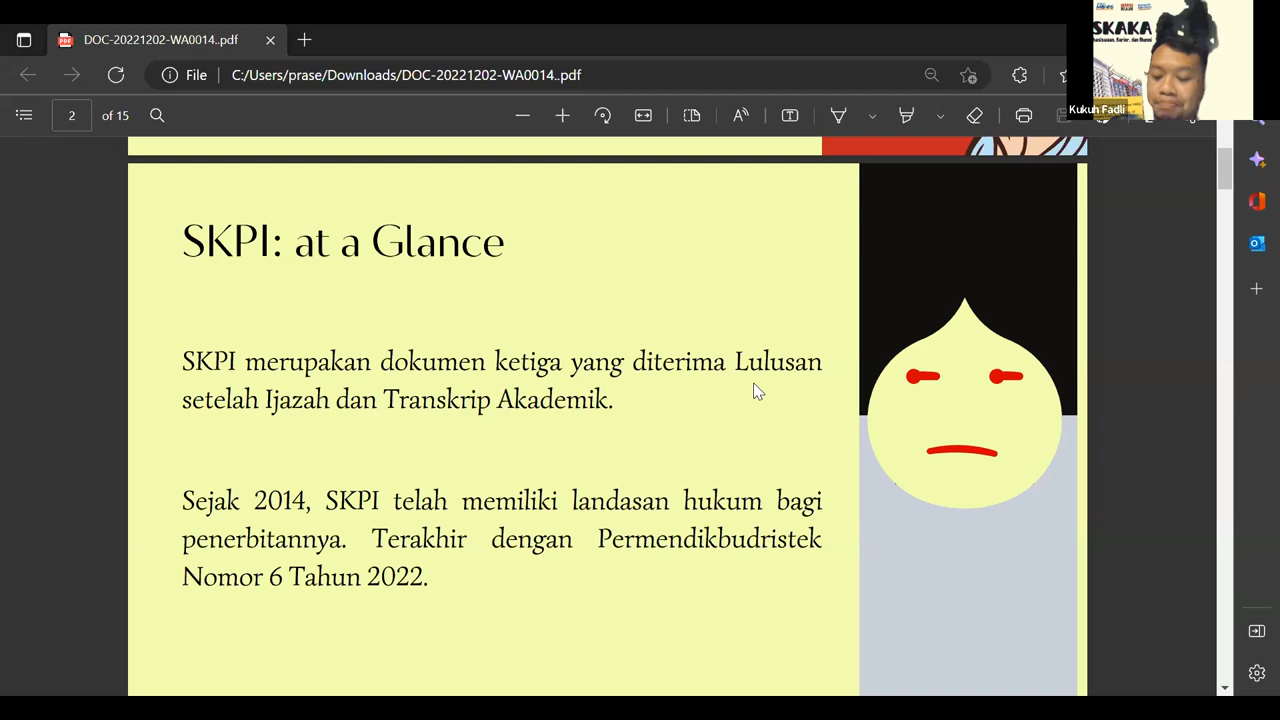 DOC-20221202-WA0014..pdf
File
C:/Users/prase/Downloads/DOC-20221202-WA0014..pdf
2
of 15
SKAKA
Kukuh Fadli
SKPI: at a Glance
SKPI merupakan dokumen ketiga yang diterima Lulusan
setelah Ijazah dan Transkrip Akademik.
Sejak 2014, SKPI telah memiliki landasan hukum bagi
penerbitannya. Terakhir dengan Permendikbudristek
Nomor 6 Tahun 2022.